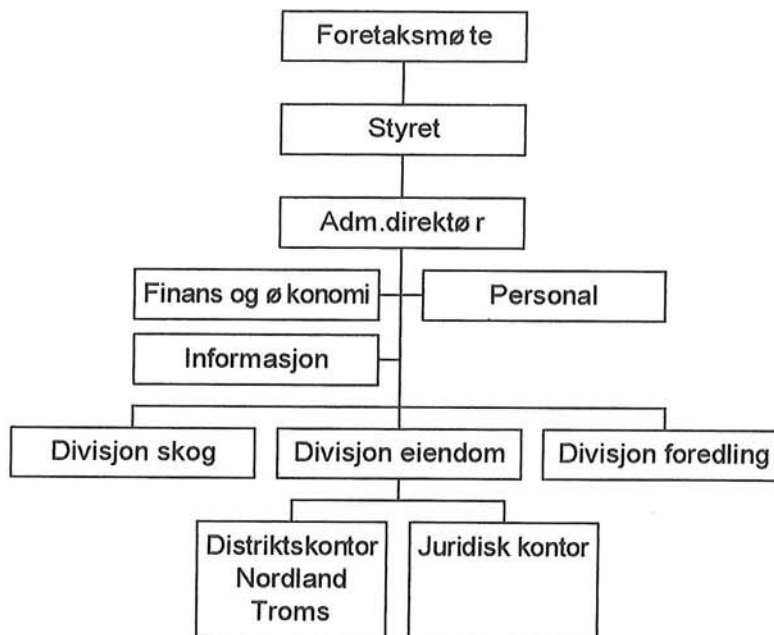 Foretaksmøte
Styret
Adm.direktør
Finans og økonomi
Personal
Informasjon
Divisjon skog
Divisjon eiendom
Divisjon foredling
Distriktskontor
Nordland
Troms
Juridisk kontor